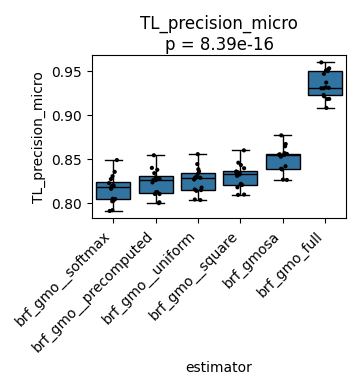 TL_precision_micro
p = 8.39e-16
TL_precision_micro
0.95
0.90
0.85
0.80
brf_gmo__softmax
brf_gmo__precomputed
brf_gmo__uniform
brf_gmo__square
brf_gmosa
brf_gmo_full
estimator